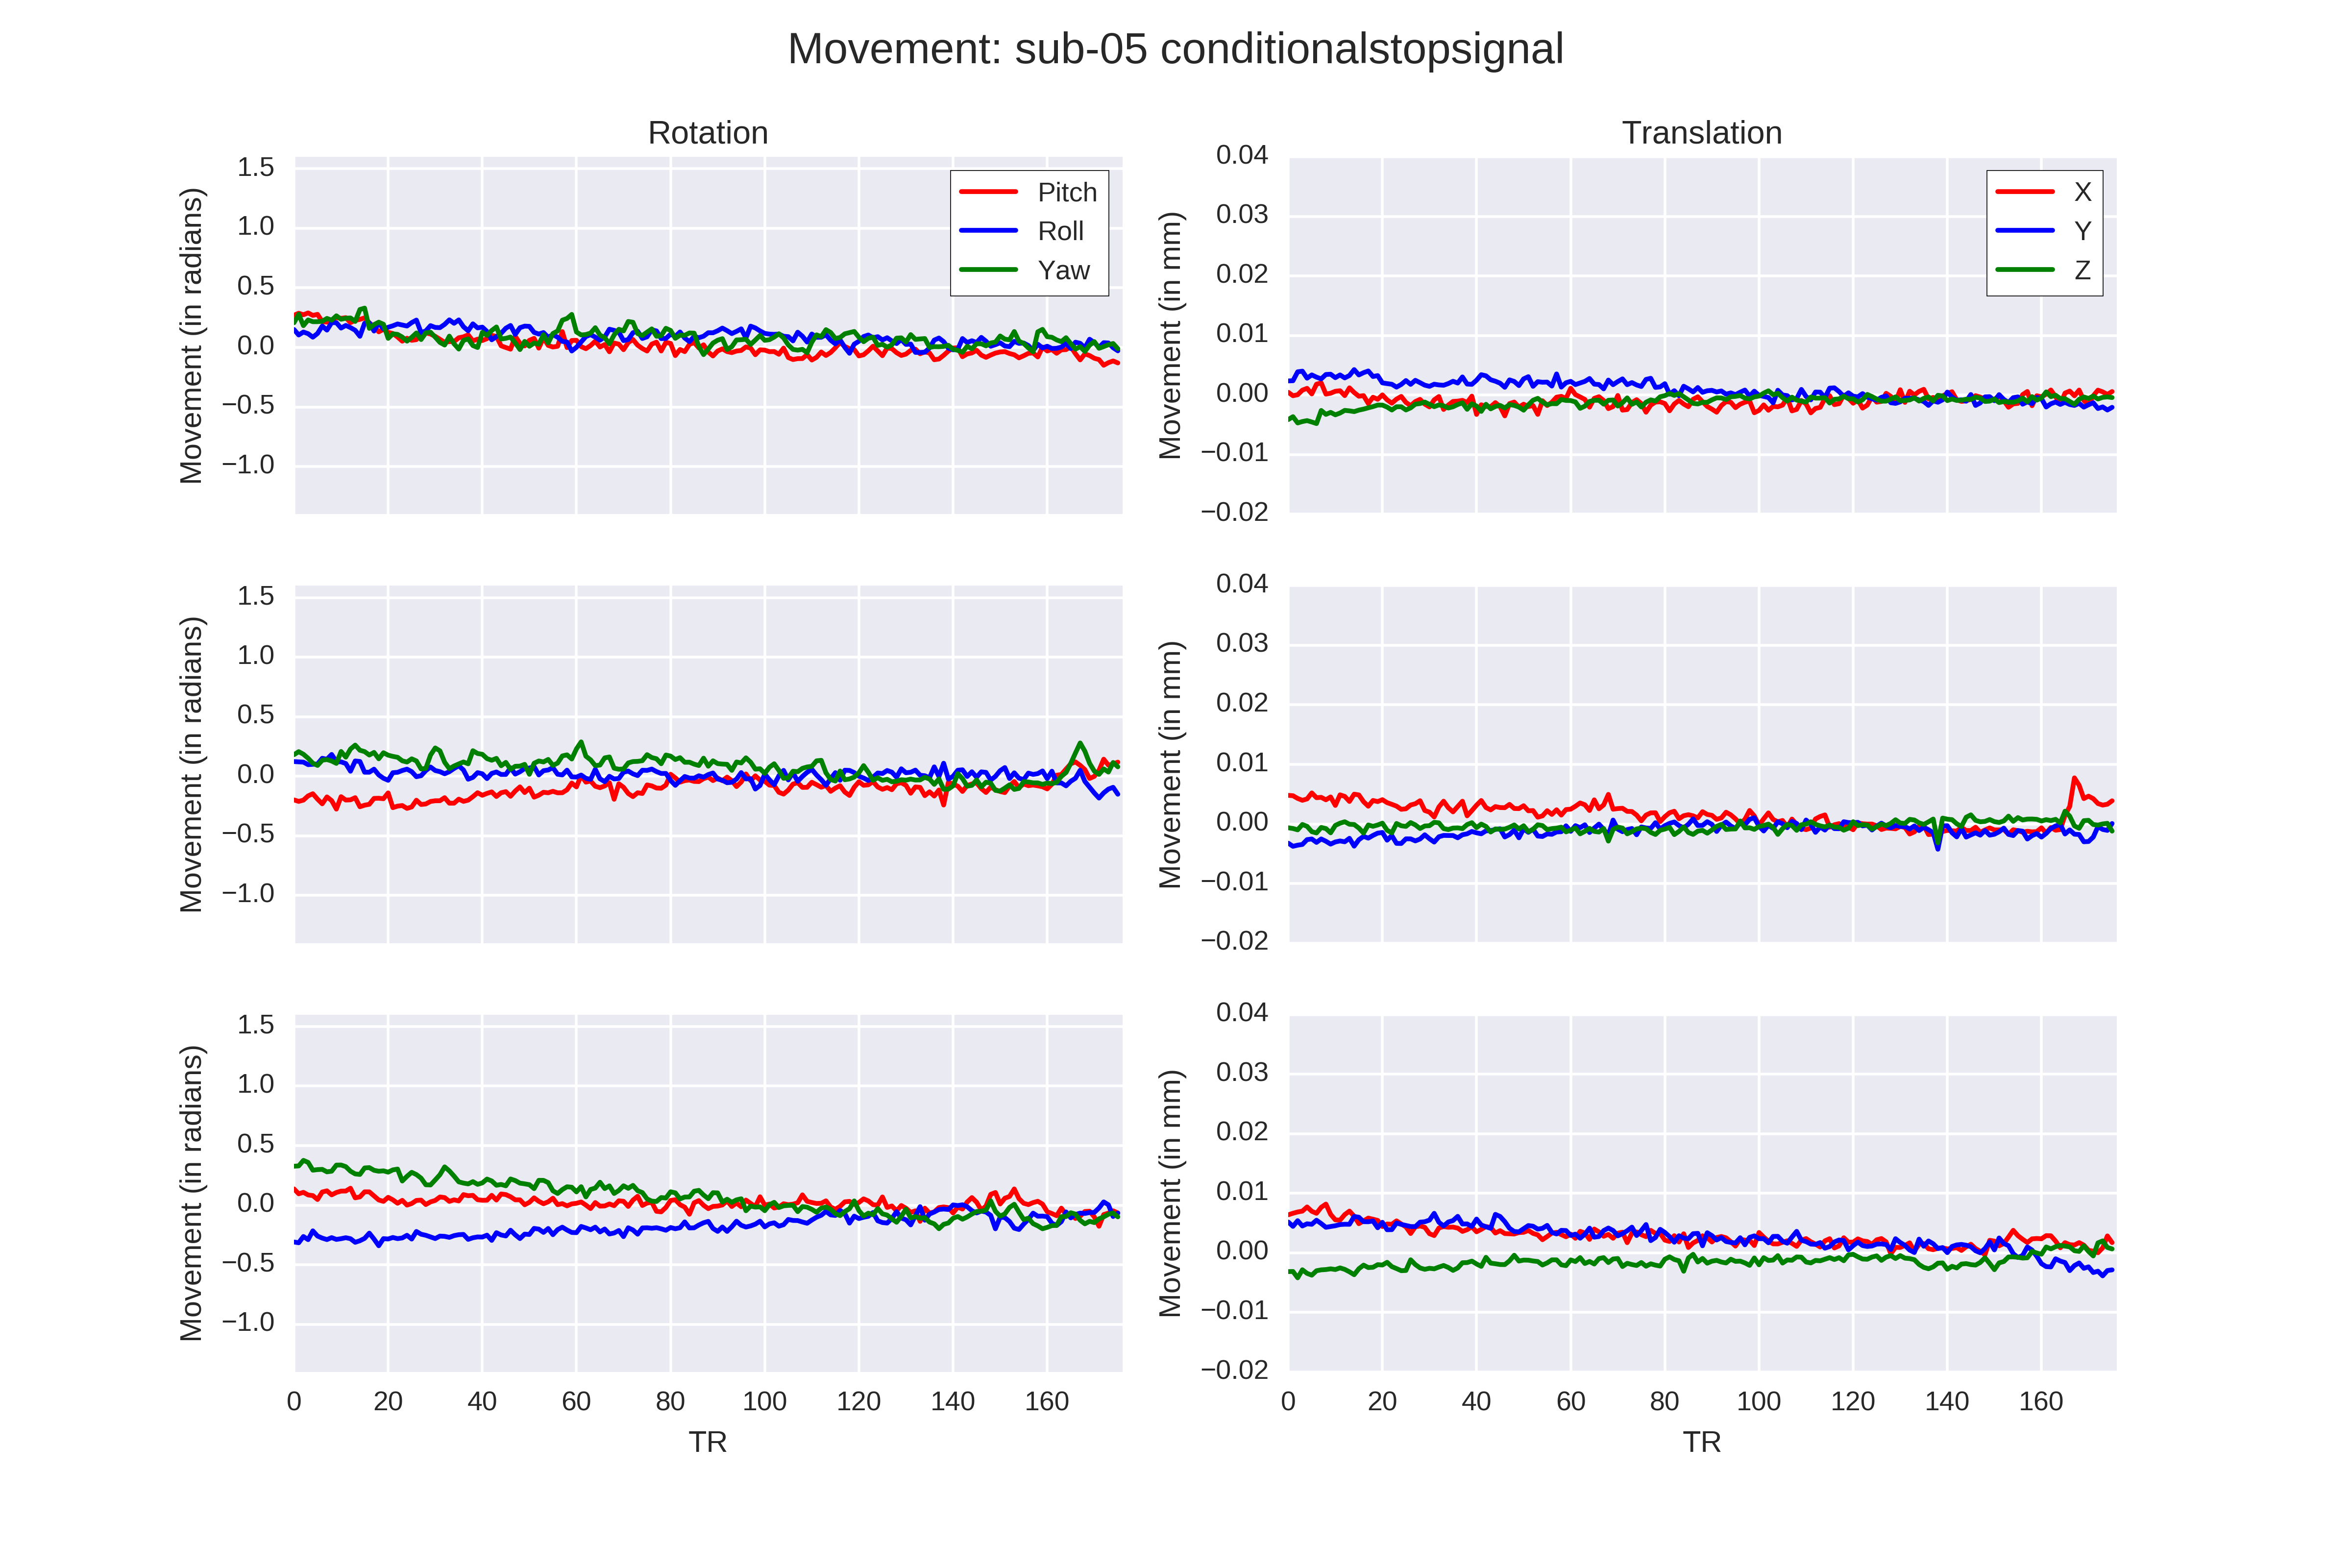 Movement: sub-05 conditionalstopsignal
Rotation
Translation
Movement (in radians)
1.5
1.0
0.5
0.0
−0.5
−1.0
Pitch
Roll
Yaw
Movement (in mm)
0.04
0.03
0.02
0.01
0.00
−0.01
−0.02
X
Y
Z
Movement (in radians)
1.5
1.0
0.5
0.0
−0.5
−1.0
Movement (in mm)
0.04
0.03
0.02
0.01
0.00
−0.01
−0.02
Movement (in radians)
1.5
1.0
0.5
0.0
−0.5
−1.0
0 20 40 60 80 100 120 140 160
TR
Movement (in mm)
0.04
0.03
0.02
0.01
0.00
−0.01
−0.02
0 20 40 60 80 100 120 140 160
TR